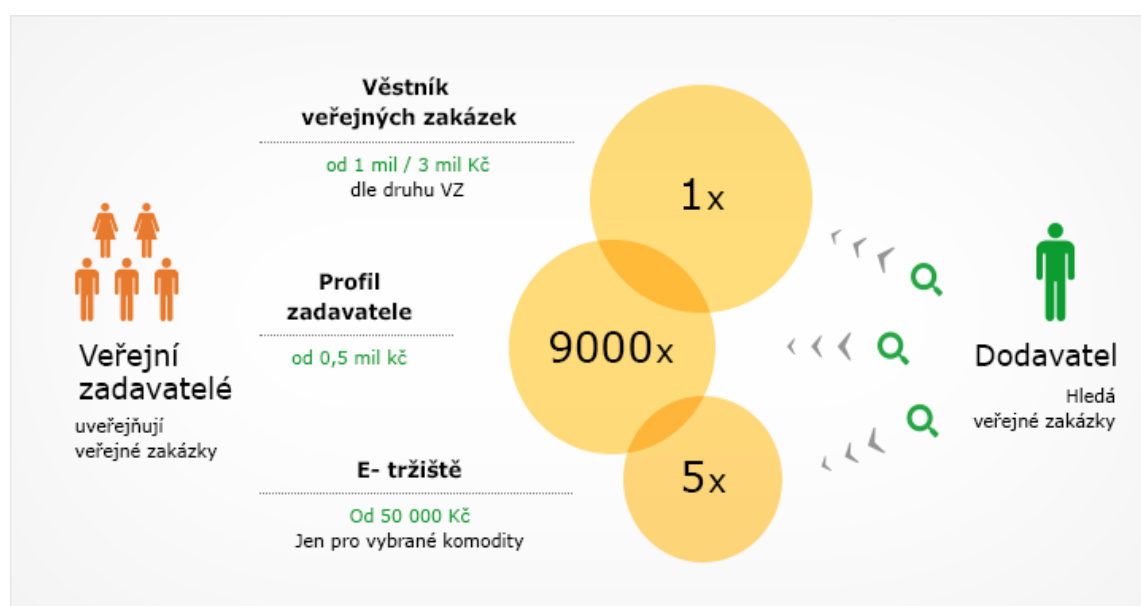 Věstník
veřejných zakázek
od 1 mil / 3 mil Kč
dle druhu VZ
1x
Profil
zadavatele
od 0,5 mil kč
9000x
E- tržiště
Od 50 000 Kč
Jen pro vybrané komodity
5x
Veřejní
zadavatelé
uveřejňují
veřejné zakázky
Dodavatel
Hledá
veřejné zakázky